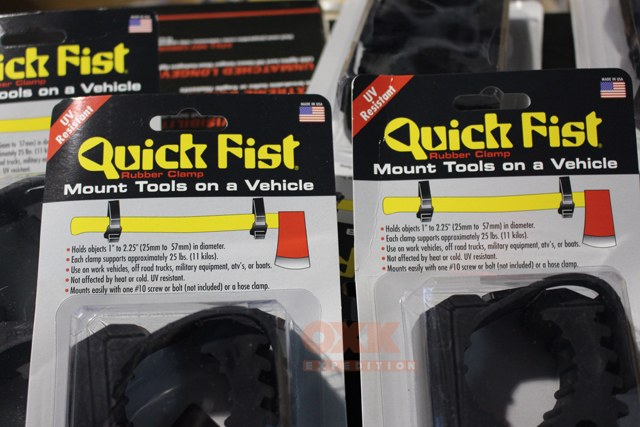 ick Fist
Rubber Clamp
Tools on a Vehicle
UNMATCHED LONGEV
MADE IN USA
UV
Resistant
Quick Fist
Rubber Clamp
Mount Tools on a Vehicle
• Holds objects 1" to 2.25" (25mm to 57mm) in diameter.
• Each clamp supports approximately 25 lbs. (11 kilos).
• Use on work vehicles, off road trucks, military equipment, atv's, or boats.
• Not affected by heat or cold. UV resistant.
• Mounts easily with one #10 screw or bolt (not included) or a hose clamp.
MADE IN USA
UV
Resistant
Quick Fist
Rubber Clamp
Mount Tools on a Vehicle
• Holds objects 1" to 2.25" (25mm to 57mm) in diameter.
• Each clamp supports approximately 25 lbs. (11 kilos).
• Use on work vehicles, off road trucks, military equipment, atv's, or boats.
• Not affected by heat or cold. UV resistant.
• Mounts easily with one #10 screw or bolt (not included) or a hose clamp.
OXK
EXPEDITION